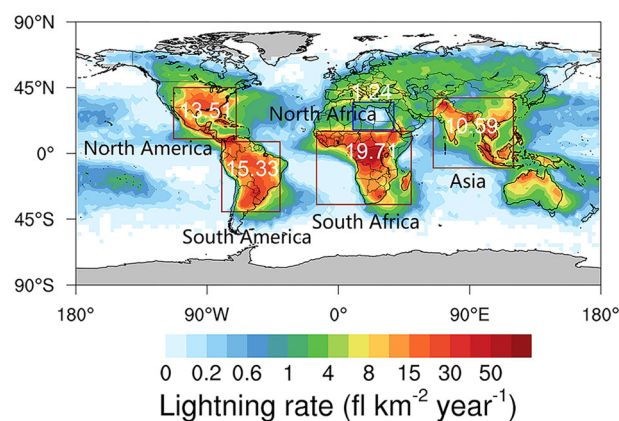 90°N
45°N
0°
45°S
90°S
1.24
13.51
North Africa
10.59
19.71
North America
15.33
Asia
South Africa
South America
180° 90°W 0° 90°E 180°
0 0.2 0.6 1 4 8 15 30 50
Lightning rate (fl km⁻² year⁻¹)